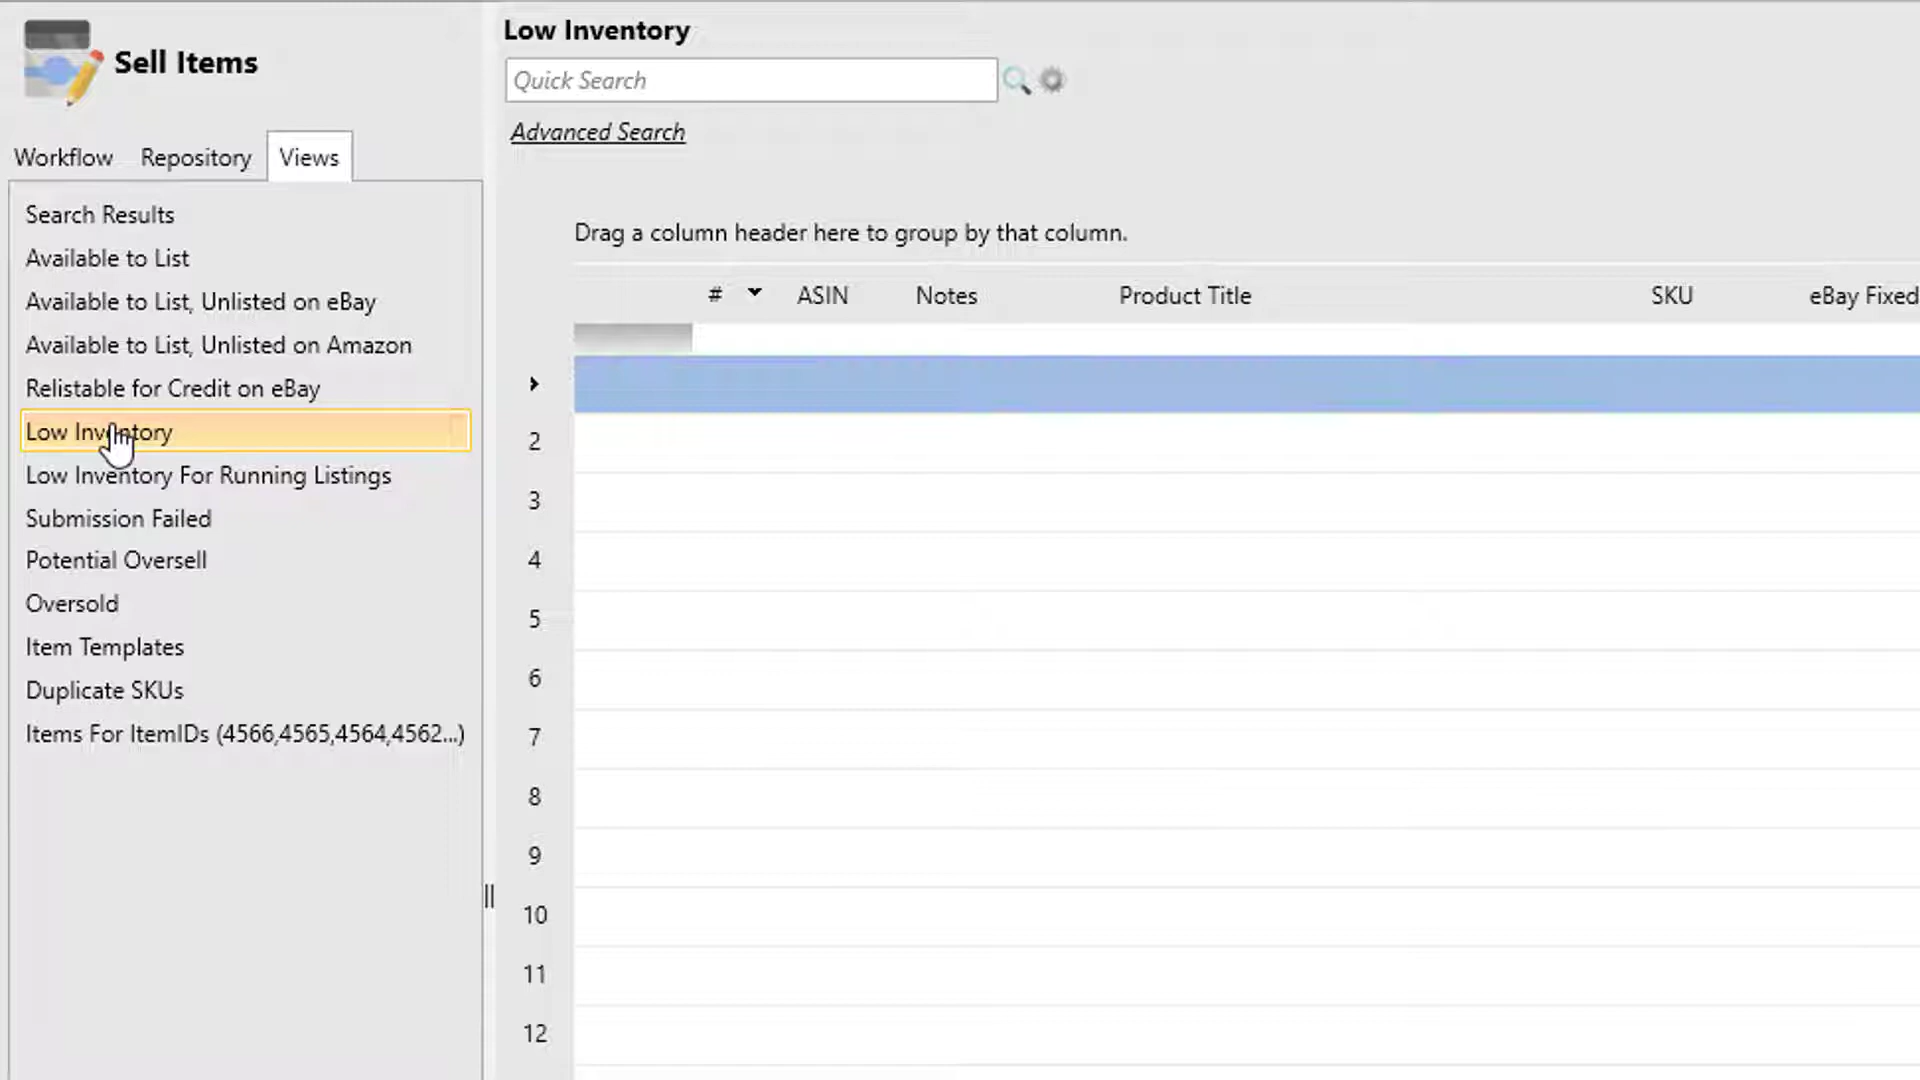 Sell Items
Workflow
Repository
Views
Search Results
Available to List
Available to List, Unlisted on eBay
Available to List, Unlisted on Amazon
Relistable for Credit on eBay
Low Inventory
Low Inventory For Running Listings
Submission Failed
Potential Oversell
Oversold
Item Templates
Duplicate SKUs
Items For ItemIDs (4566,4565,4564,4562...)
Low Inventory
Quick Search
Advanced Search
Drag a column header here to group by that column.
# ASIN Notes Product Title SKU eBay Fixed
2
3
4
5
6
7
8
9
10
11
12